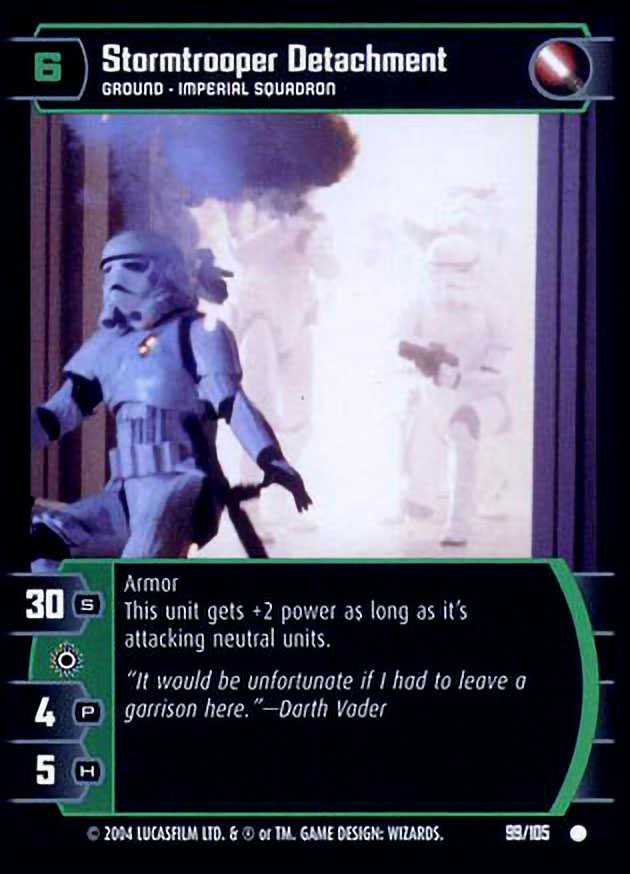 6
Stormtrooper Detachment
GROUND · IMPERIAL SQUADRON
30 S
4 P
5 H
Armor
This unit gets +2 power as long as it's
attacking neutral units.
"It would be unfortunate if I had to leave a
garrison here."—Darth Vader
© 2004 LUCASFILM LTD. & ® or TM. GAME DESIGN: WIZARDS.
99/105